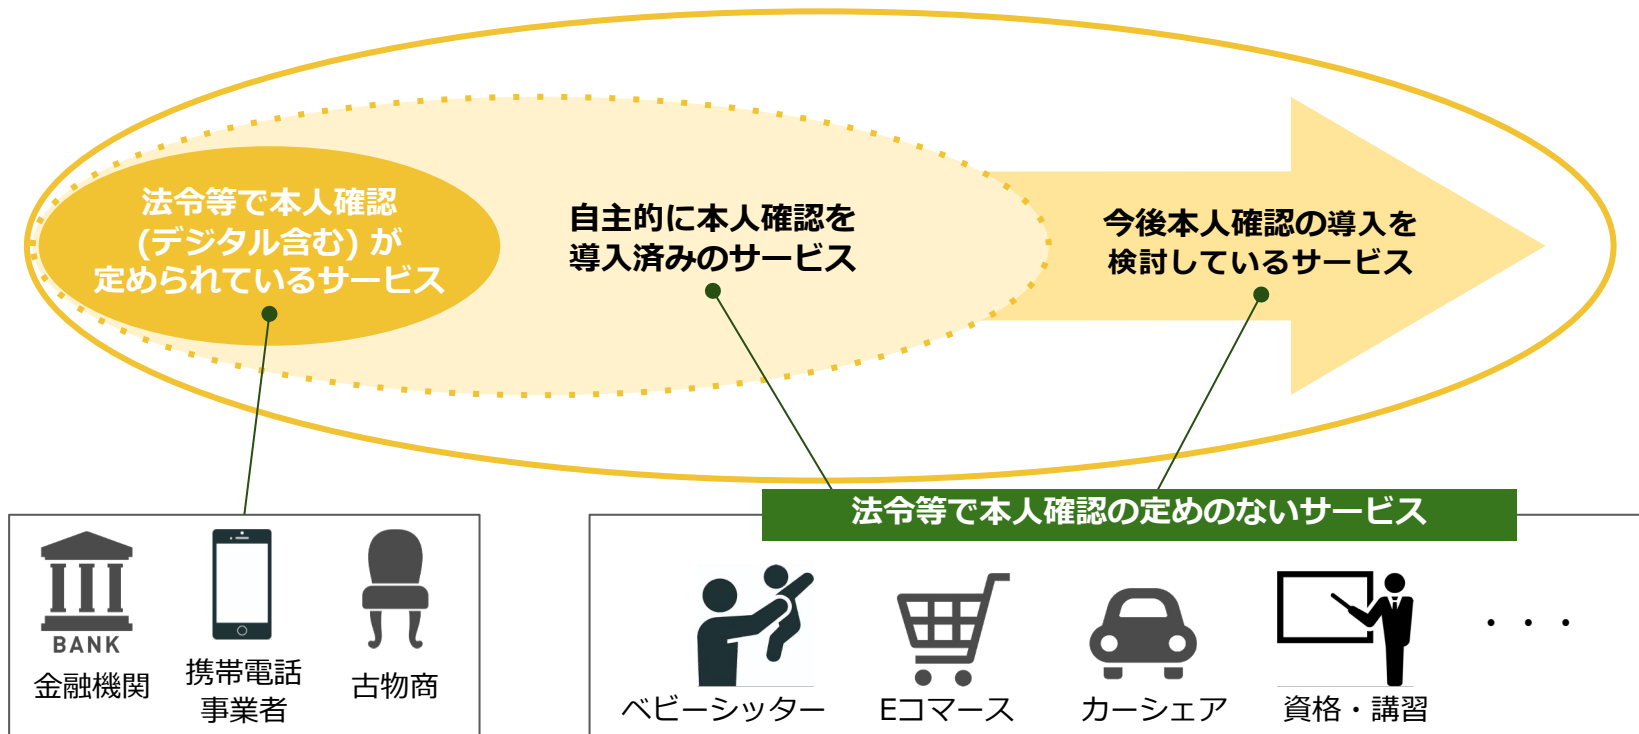 法令等で本人確認
(デジタル含む) が
定められているサービス
自主的に本人確認を
導入済みのサービス
今後本人確認の導入を
検討しているサービス
法令等で本人確認の定めのないサービス
BANK
金融機関
携帯電話
事業者
古物商
ベビーシッター
Eコマース
カーシェア
資格・講習
・・・